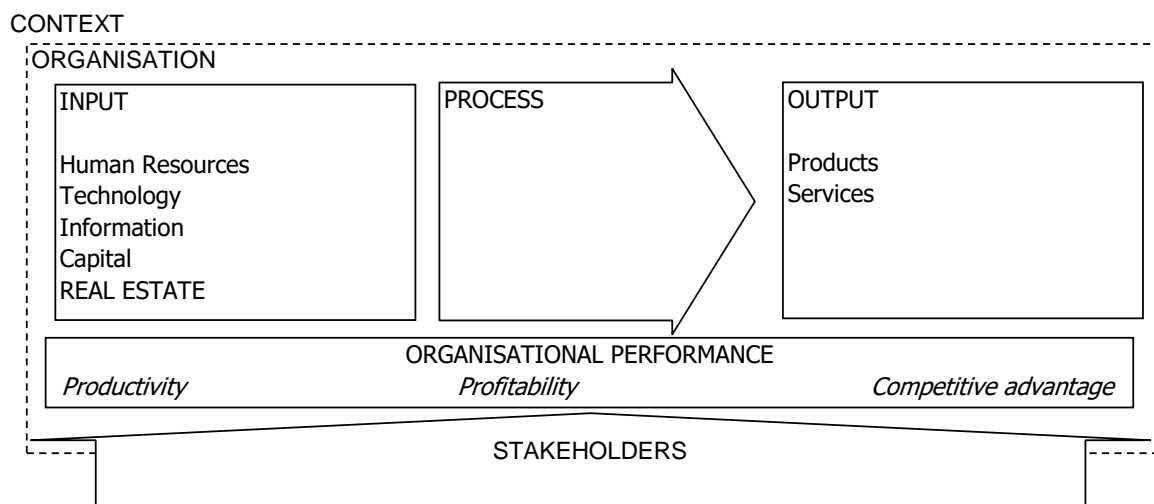 CONTEXT
ORGANISATION
INPUT
Human Resources
Technology
Information
Capital
REAL ESTATE
PROCESS
OUTPUT
Products
Services
ORGANISATIONAL PERFORMANCE
Productivity Profitability Competitive advantage
STAKEHOLDERS